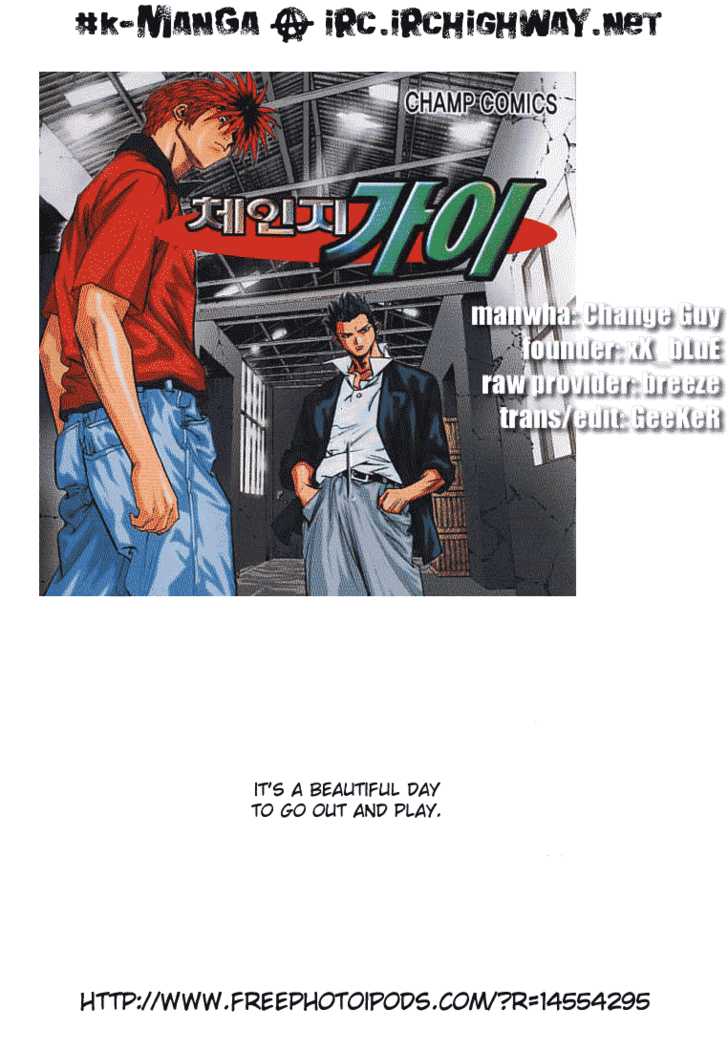 #k-Manga @ irc.irchighway.net
CHAMP COMICS
체인지 가이
manwha: Change Guy
founder: xX_bLuE
raw provider: breeze
trans/edit: GeeKeR
IT'S A BEAUTIFUL DAY
TO GO OUT AND PLAY.
HTTP://WWW.FREEPHOTOIPODS.COM/?R=14554295